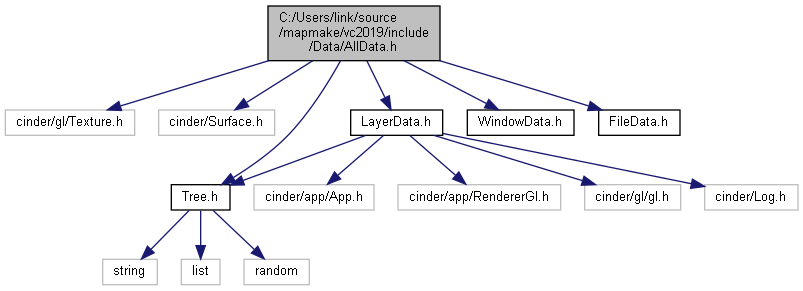 C:/Users/link/source
/mapmake/vc2019/include
/Data/AllData.h
cinder/gl/Texture.h
cinder/Surface.h
LayerData.h
WindowData.h
FileData.h
Tree.h
cinder/app/App.h
cinder/app/RendererGl.h
cinder/gl/gl.h
cinder/Log.h
string
list
random